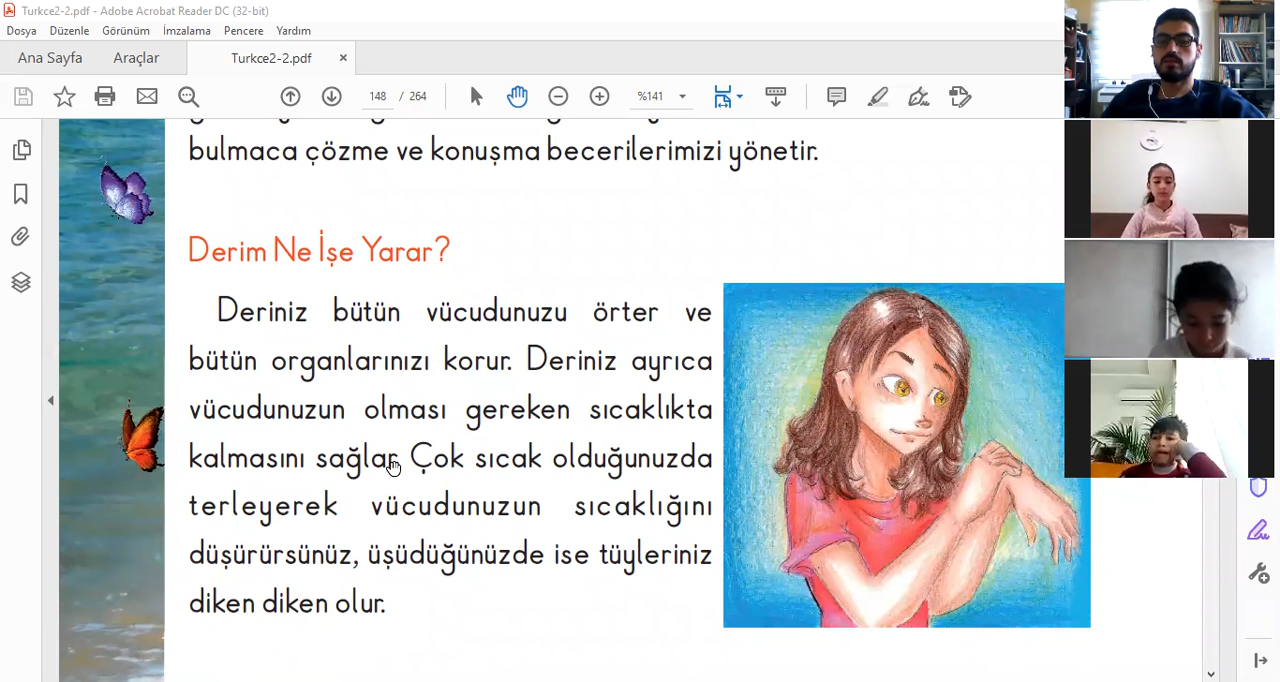 Turkce2-2.pdf - Adobe Acrobat Reader DC (32-bit)
Dosya Düzenle Görünüm İmzalama Pencere Yardım
Ana Sayfa Araçlar Turkce2-2.pdf ×
148 / 264 %141
bulmaca çözme ve konuşma becerilerimizi yönetir.
Derim Ne İşe Yarar?
Deriniz bütün vücudunuzu örter ve
bütün organlarınızı korur. Deriniz ayrıca
vücudunuzun olması gereken sıcaklıkta
kalmasını sağlar. Çok sıcak olduğunuzda
terleyerek vücudunuzun sıcaklığını
düşürürsünüz, üşüdüğünüzde ise tüyleriniz
diken diken olur.